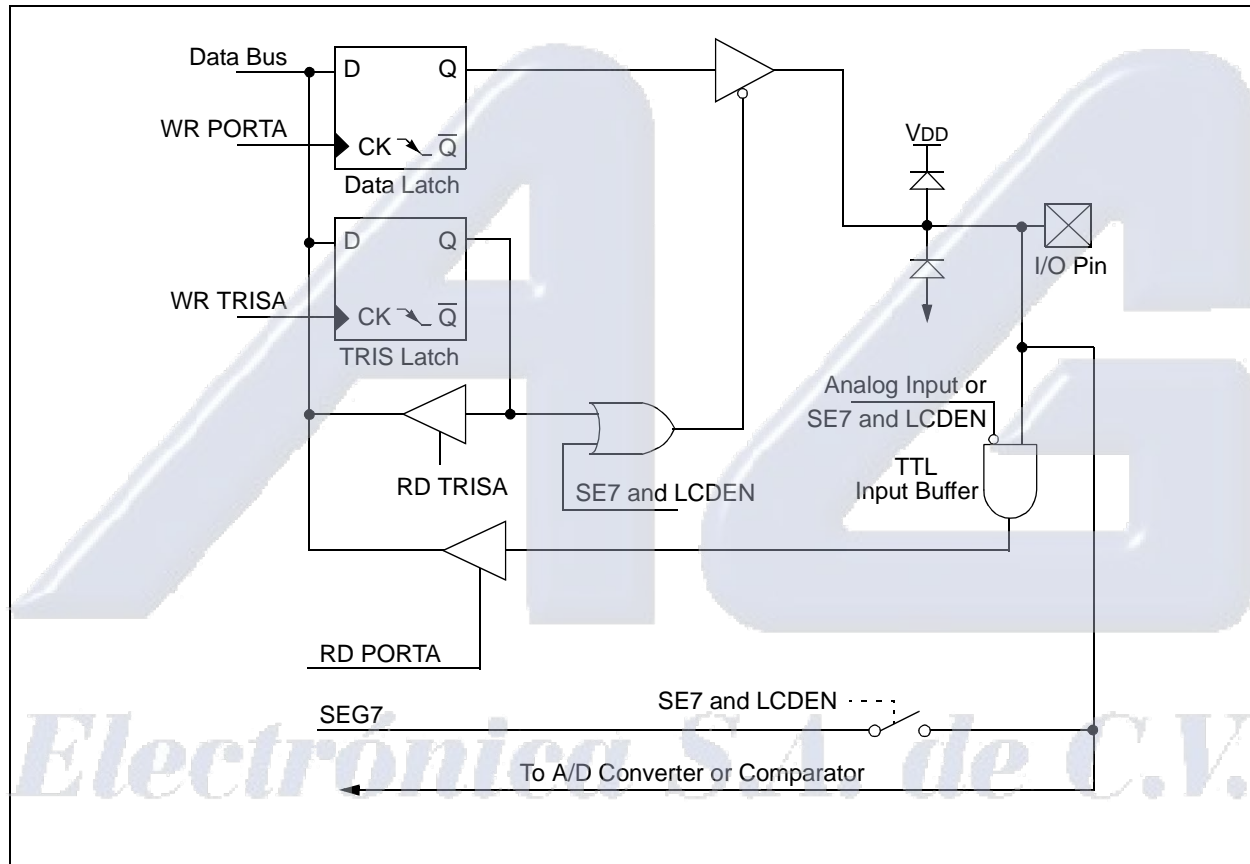 Data Bus
D Q
WR PORTA
CK Q̅
Data Latch
VDD
D Q
I/O Pin
WR TRISA
CK Q̅
TRIS Latch
Analog Input or
SE7 and LCDEN
RD TRISA
SE7 and LCDEN
TTL
Input Buffer
RD PORTA
SEG7
SE7 and LCDEN
To A/D Converter or Comparator
AG
Electrónica S.A. de C.V.